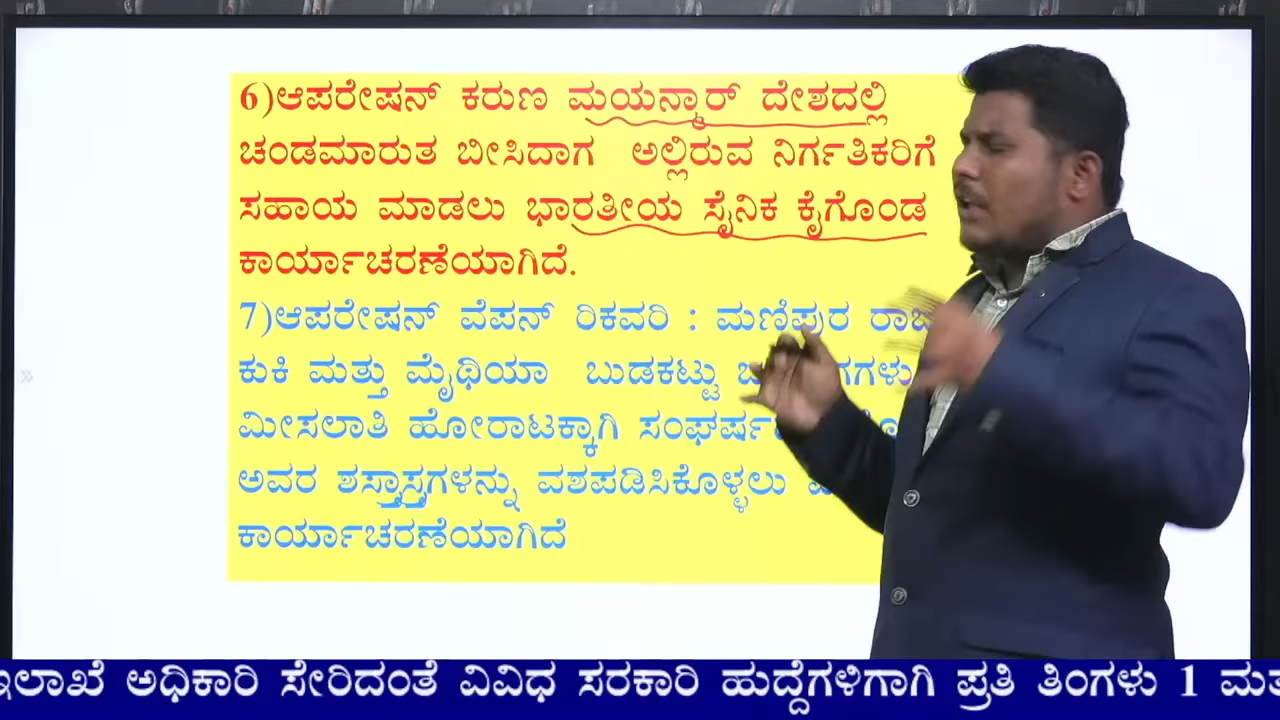 6)ಆಪರೇಷನ್ ಕರುಣ ಮಯನ್ಮಾರ್ ದೇಶದಲ್ಲಿ
ಚಂಡಮಾರುತ ಬೀಸಿದಾಗ ಅಲ್ಲಿರುವ ನಿರ್ಗತಿಕರಿಗೆ
ಸಹಾಯ ಮಾಡಲು ಭಾರತೀಯ ಸೈನಿಕ ಕೈಗೊಂಡ
ಕಾರ್ಯಾಚರಣೆಯಾಗಿದೆ.
7)ಆಪರೇಷನ್ ವೆಪನ್ ರಿಕವರಿ : ಮಣಿಪುರ
ಕುಕಿ ಮತ್ತು ಮೈಥಿಯಾ ಬುಡಕಟ್ಟು
ಮೀಸಲಾತಿ ಹೋರಾಟಕ್ಕಾಗಿ
ಅವರ ಶಸ್ತ್ರಾಸ್ತ್ರಗಳನ್ನು ವಶಪಡಿಸಿಕೊಳ್ಳಲು
ಕಾರ್ಯಾಚರಣೆಯಾಗಿದೆ
ಇಲಾಖೆ ಅಧಿಕಾರಿ ಸೇರಿದಂತೆ ವಿವಿಧ ಸರಕಾರಿ ಹುದ್ದೆಗಳಿಗಾಗಿ ಪ್ರತಿ ತಿಂಗಳು 1